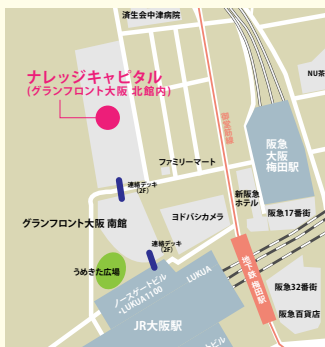 済生会中津病院
ナレッジキャピタル
(グランフロント大阪 北館内)
NU茶
御堂筋線
阪急
大阪
梅田駅
ファミリーマート
連絡デッキ
(2F)
新阪急
ホテル
グランフロント大阪 南館
ヨドバシカメラ
阪急17番街
連絡デッキ
(2F)
うめきた広場
地下鉄 梅田駅
ノースゲートビル
・LUKUA1100
LUKUA
阪急32番街
JR大阪駅
阪急百貨店